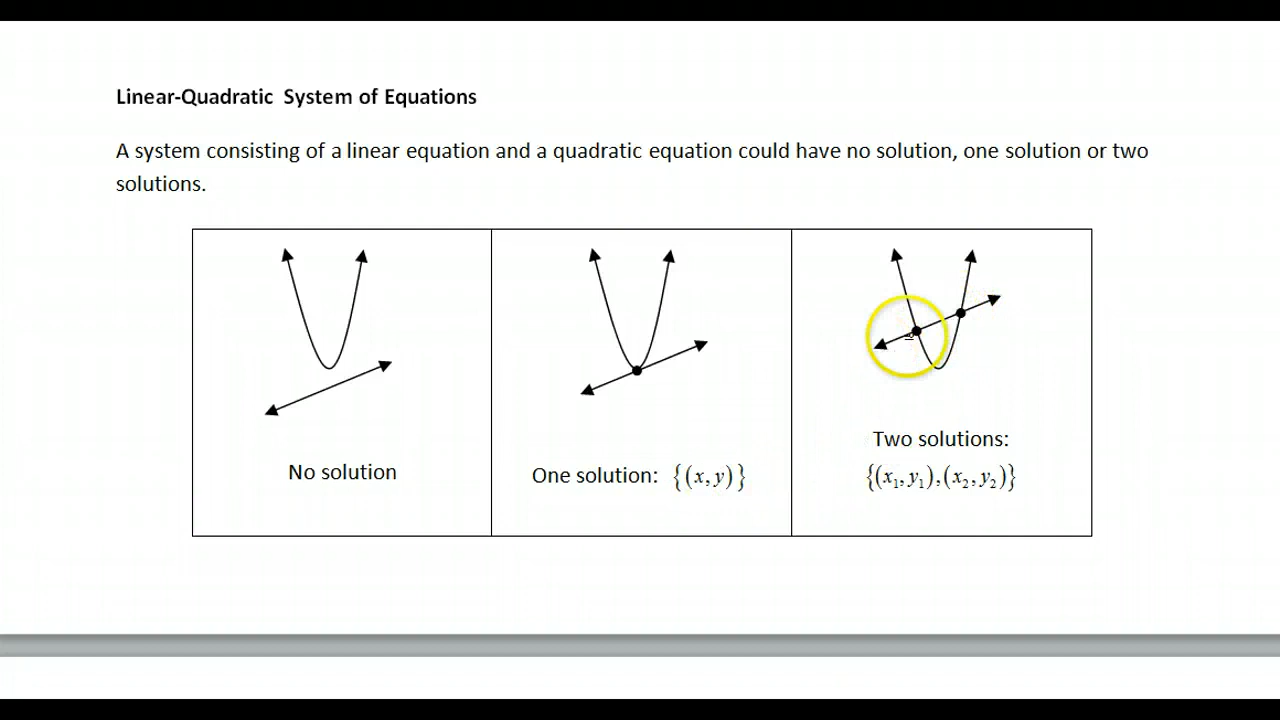 Linear-Quadratic System of Equations
A system consisting of a linear equation and a quadratic equation could have no solution, one solution or two
solutions.
No solution
One solution: {(x, y)}
Two solutions:
{(x₁, y₁),(x₂, y₂)}